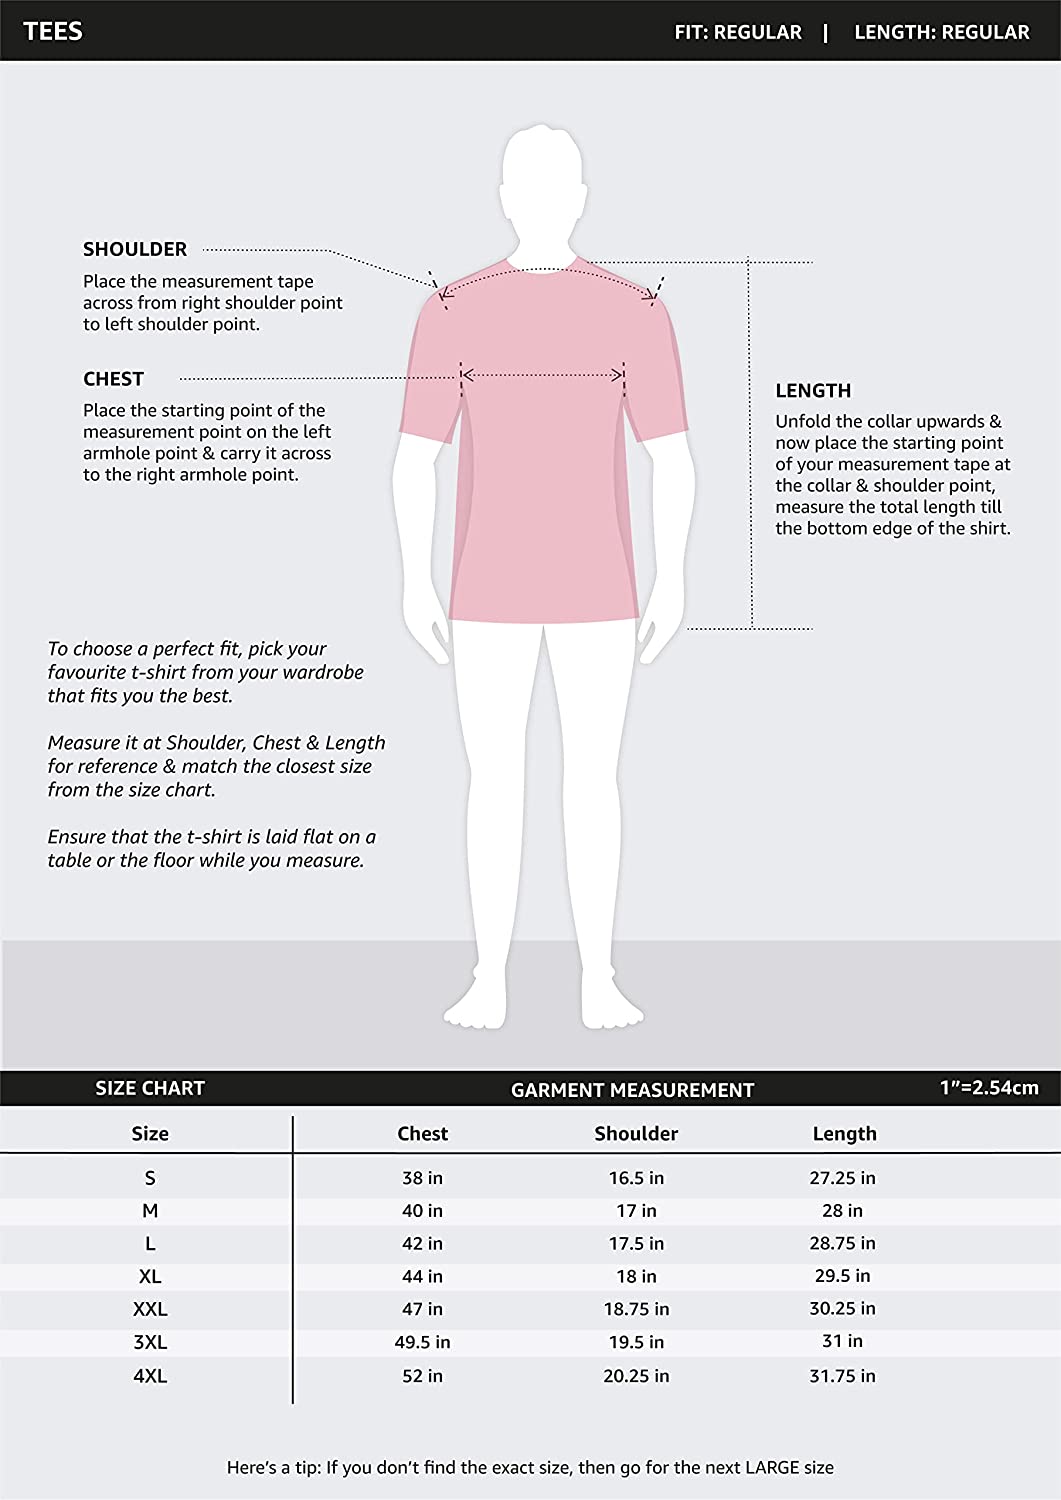 TEES
FIT: REGULAR | LENGTH: REGULAR
SHOULDER
Place the measurement tape
across from right shoulder point
to left shoulder point.
CHEST
Place the starting point of the
measurement point on the left
armhole point & carry it across
to the right armhole point.
LENGTH
Unfold the collar upwards &
now place the starting point
of your measurement tape at
the collar & shoulder point,
measure the total length till
the bottom edge of the shirt.
To choose a perfect fit, pick your
favourite t-shirt from your wardrobe
that fits you the best.
Measure it at Shoulder, Chest & Length
for reference & match the closest size
from the size chart.
Ensure that the t-shirt is laid flat on a
table or the floor while you measure.
SIZE CHART GARMENT MEASUREMENT 1”=2.54cm
Size Chest Shoulder Length
S 38 in 16.5 in 27.25 in
M 40 in 17 in 28 in
L 42 in 17.5 in 28.75 in
XL 44 in 18 in 29.5 in
XXL 47 in 18.75 in 30.25 in
3XL 49.5 in 19.5 in 31 in
4XL 52 in 20.25 in 31.75 in
Here’s a tip: If you don’t find the exact size, then go for the next LARGE size